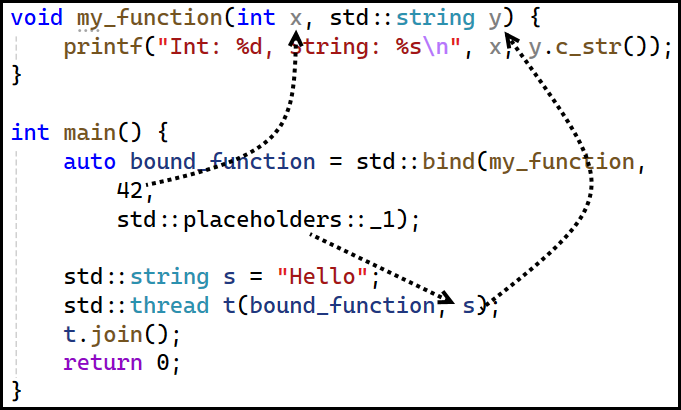 void my_function(int x, std::string y) {
printf("Int: %d, String: %s\n", x, y.c_str());
}
int main() {
auto bound_function = std::bind(my_function,
42,
std::placeholders::_1);
std::string s = "Hello";
std::thread t(bound_function, s);
t.join();
return 0;
}